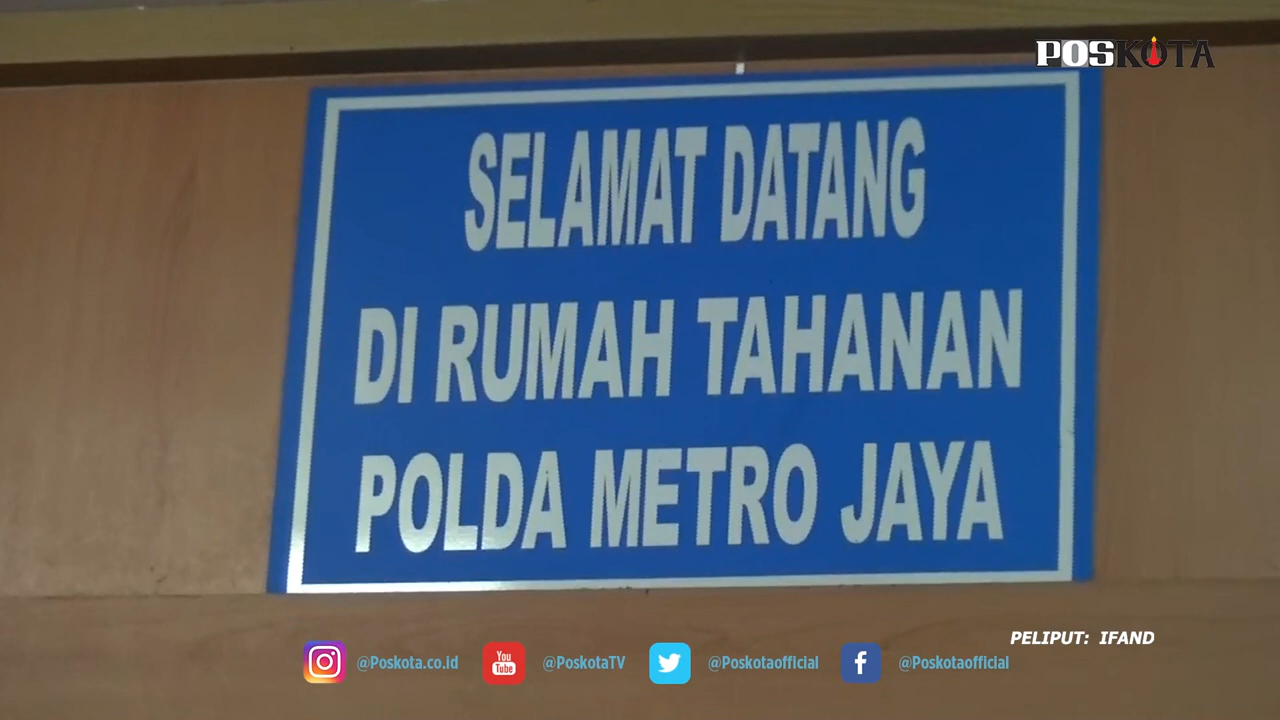 POSKOTA
SELAMAT DATANG
DI RUMAH TAHANAN
POLDA METRO JAYA
PELIPUT: IFAND
@Poskota.co.id
You Tube @PoskotaTV
@Poskotaofficial
@Poskotaofficial